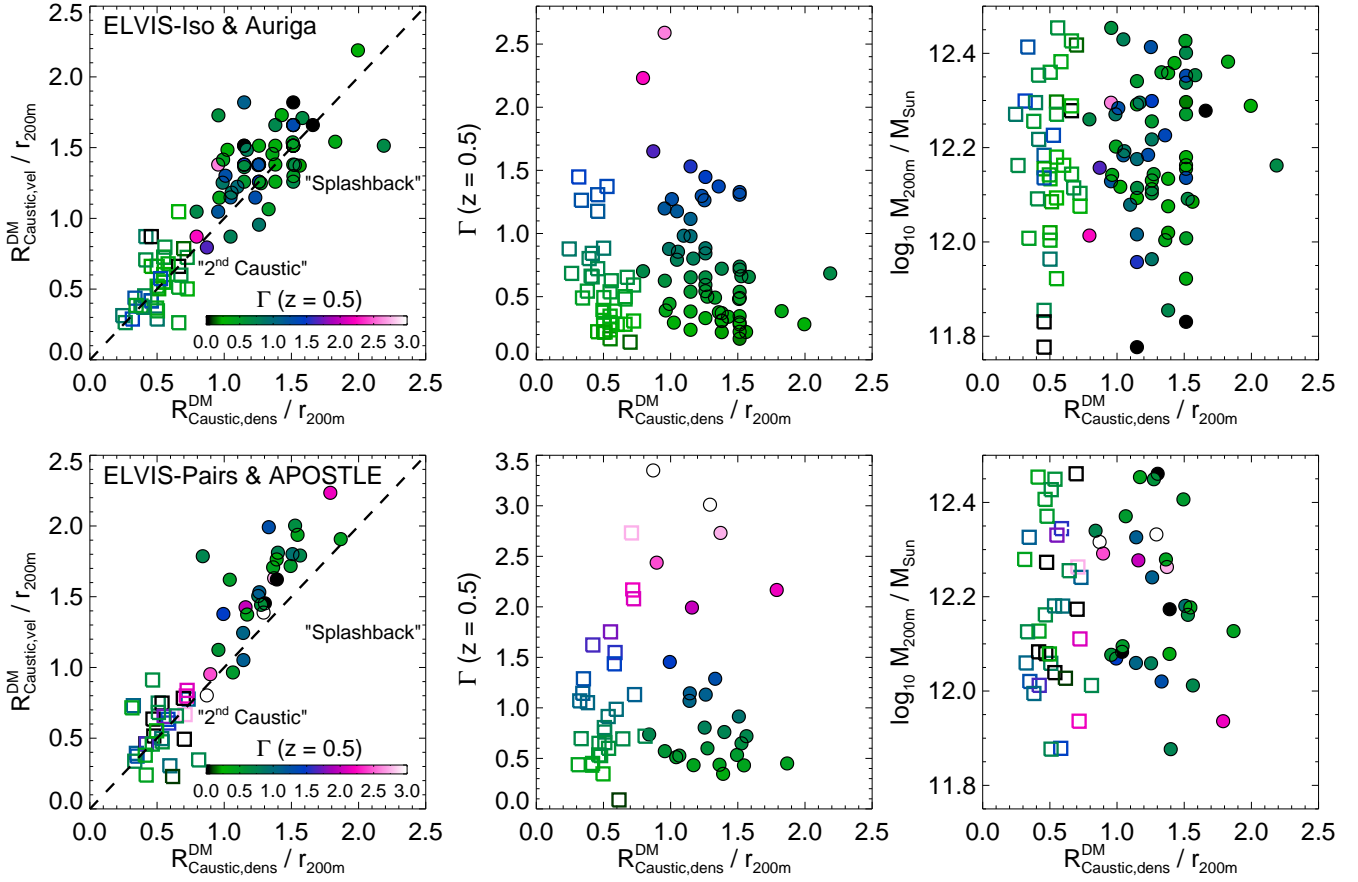 ELVIS-Iso & Auriga
"Splashback"
"2nd Caustic"
Γ (z = 0.5)
0.0 0.5 1.0 1.5 2.0 2.5 3.0
0.0 0.5 1.0 1.5 2.0 2.5
R^DM_Caustic,vel / r_200m
0.0 0.5 1.0 1.5 2.0 2.5
R^DM_Caustic,dens / r_200m
Γ (z = 0.5)
0.0 0.5 1.0 1.5 2.0 2.5
0.0 0.5 1.0 1.5 2.0 2.5
R^DM_Caustic,dens / r_200m
log_10 M_200m / M_Sun
11.8 12.0 12.2 12.4
0.0 0.5 1.0 1.5 2.0 2.5
R^DM_Caustic,dens / r_200m
ELVIS-Pairs & APOSTLE
"Splashback"
"2nd Caustic"
Γ (z = 0.5)
0.0 0.5 1.0 1.5 2.0 2.5 3.0
0.0 0.5 1.0 1.5 2.0 2.5
R^DM_Caustic,vel / r_200m
0.0 0.5 1.0 1.5 2.0 2.5
R^DM_Caustic,dens / r_200m
Γ (z = 0.5)
0.0 0.5 1.0 1.5 2.0 2.5 3.0 3.5
0.0 0.5 1.0 1.5 2.0 2.5
R^DM_Caustic,dens / r_200m
log_10 M_200m / M_Sun
11.8 12.0 12.2 12.4
0.0 0.5 1.0 1.5 2.0 2.5
R^DM_Caustic,dens / r_200m